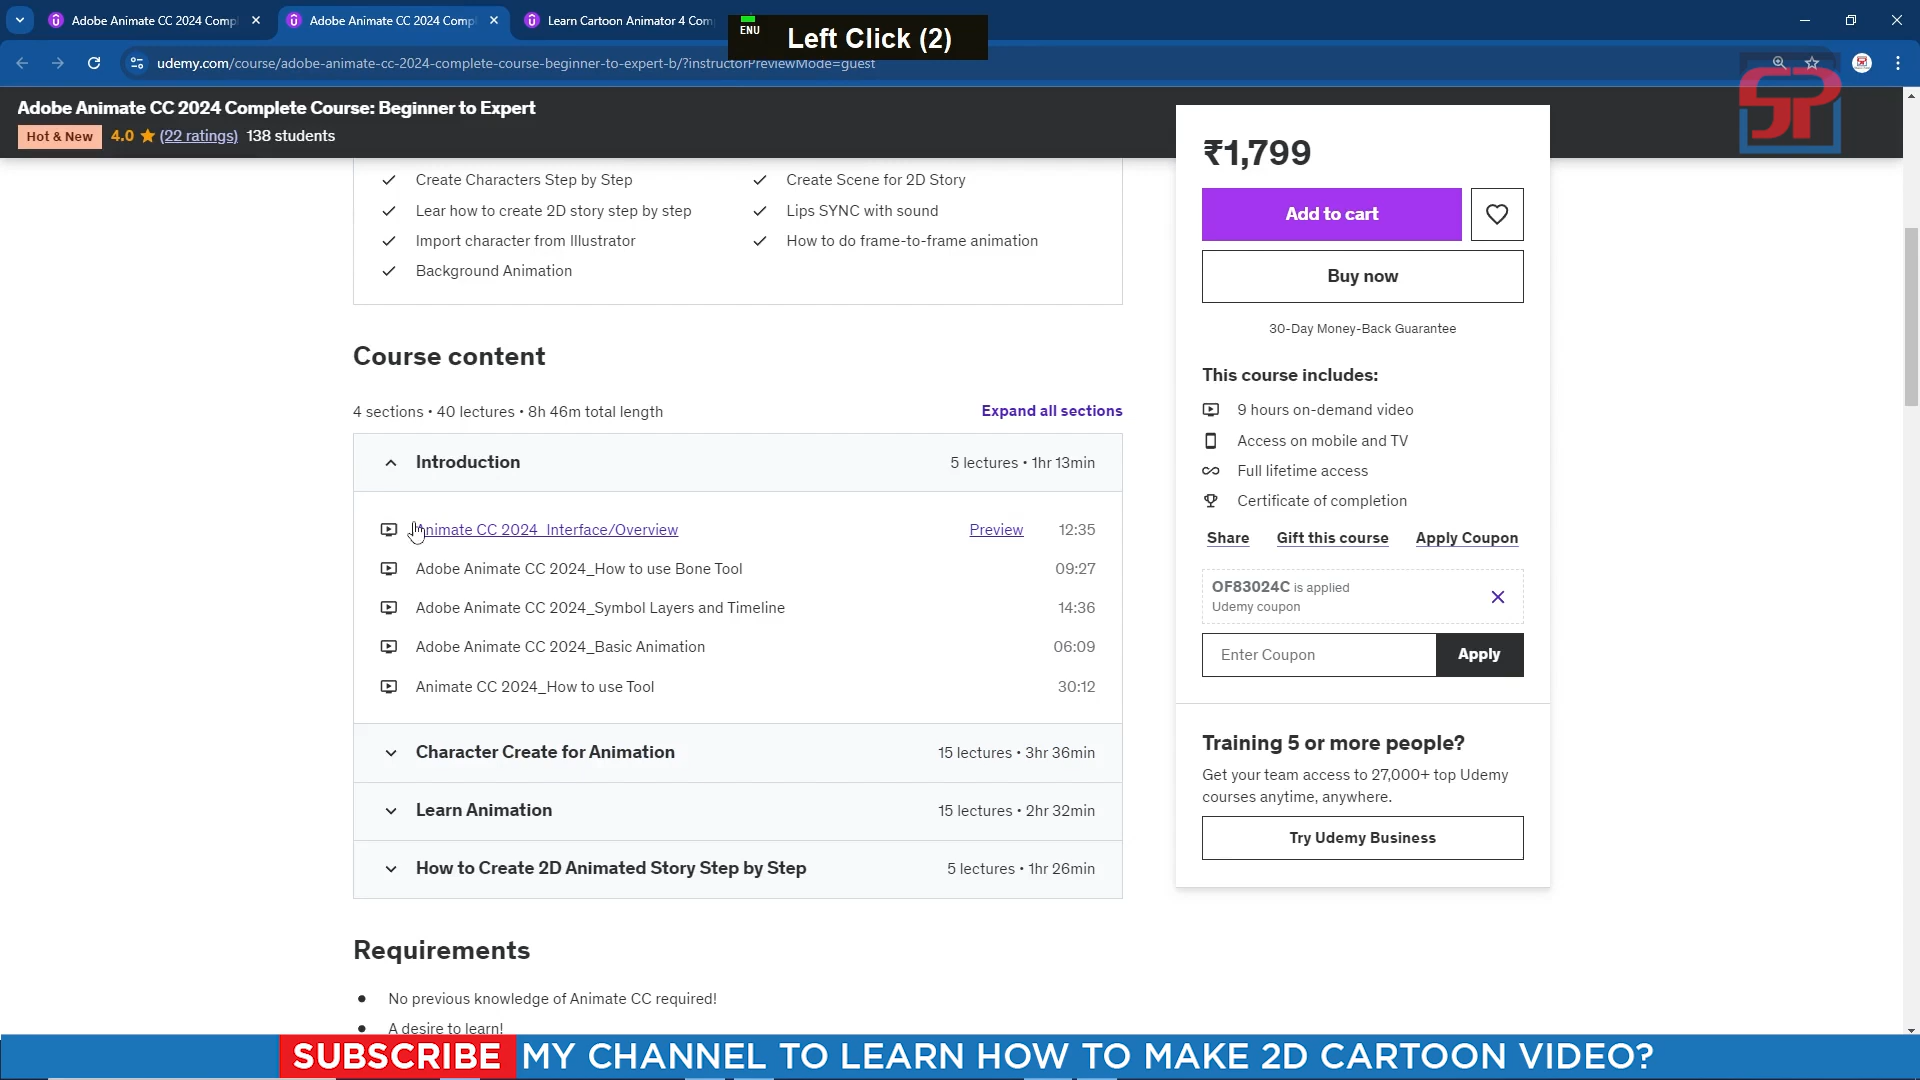 Adobe Animate CC 2024 Compl
Adobe Animate CC 2024 Compl
Learn Cartoon Animator 4 Com
ENU
Left Click (2)
udemy.com/course/adobe-animate-cc-2024-complete-course-beginner-to-expert-b/?instructorPreviewMode=guest
SP
Adobe Animate CC 2024 Complete Course: Beginner to Expert
Hot & New 4.0 (22 ratings) 138 students
Create Characters Step by Step
Create Scene for 2D Story
Lear how to create 2D story step by step
Lips SYNC with sound
Import character from Illustrator
How to do frame-to-frame animation
Background Animation
Course content
4 sections • 40 lectures • 8h 46m total length
Expand all sections
Introduction
5 lectures • 1hr 13min
Animate CC 2024_Interface/Overview
Preview
12:35
Adobe Animate CC 2024_How to use Bone Tool
09:27
Adobe Animate CC 2024_Symbol Layers and Timeline
14:36
Adobe Animate CC 2024_Basic Animation
06:09
Animate CC 2024_How to use Tool
30:12
Character Create for Animation
15 lectures • 3hr 36min
Learn Animation
15 lectures • 2hr 32min
How to Create 2D Animated Story Step by Step
5 lectures • 1hr 26min
Requirements
No previous knowledge of Animate CC required!
A desire to learn!
₹1,799
Add to cart
Buy now
30-Day Money-Back Guarantee
This course includes:
9 hours on-demand video
Access on mobile and TV
Full lifetime access
Certificate of completion
Share
Gift this course
Apply Coupon
OF83024C is applied
Udemy coupon
Enter Coupon
Apply
Training 5 or more people?
Get your team access to 27,000+ top Udemy
courses anytime, anywhere.
Try Udemy Business
SUBSCRIBE MY CHANNEL TO LEARN HOW TO MAKE 2D CARTOON VIDEO?